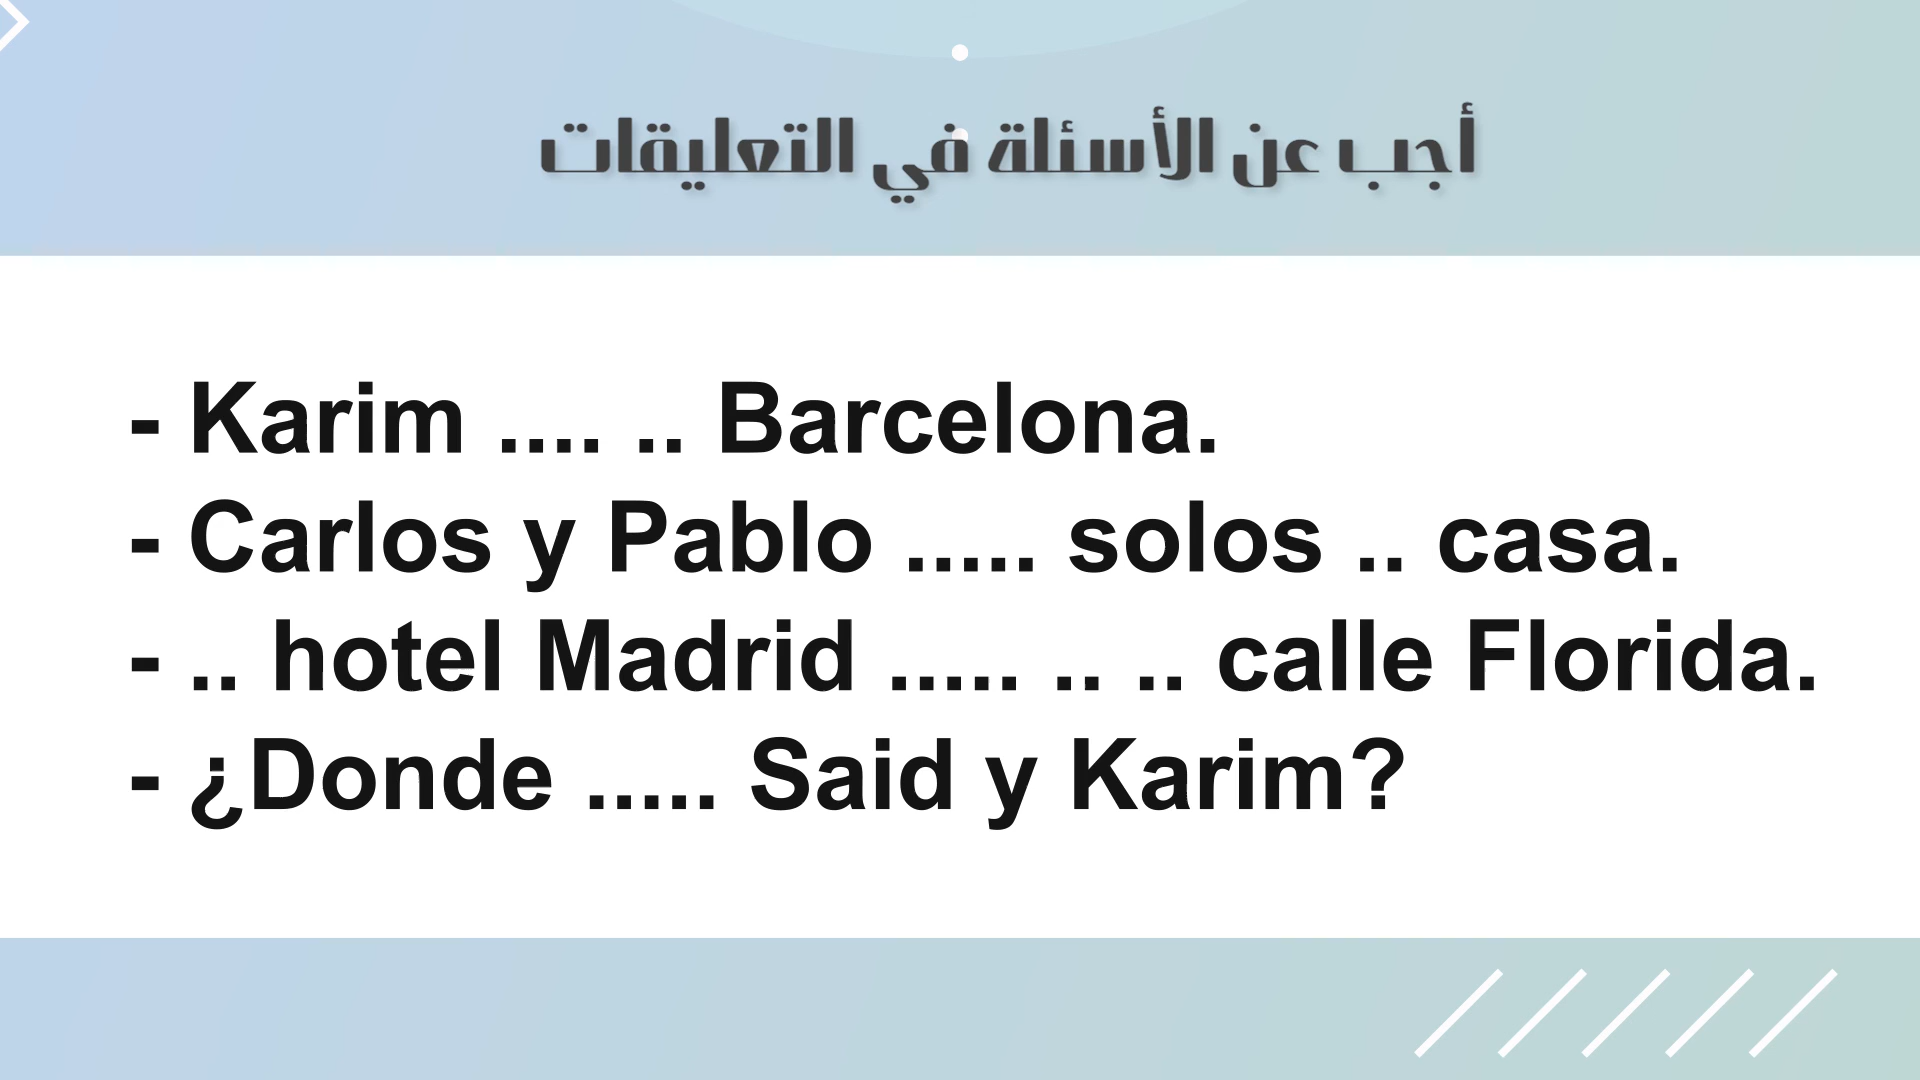 أجب عن الأسئلة في التعليقات
- Karim .... .. Barcelona.
- Carlos y Pablo ..... solos .. casa.
- .. hotel Madrid ..... .. .. calle Florida.
- ¿Donde ..... Said y Karim?